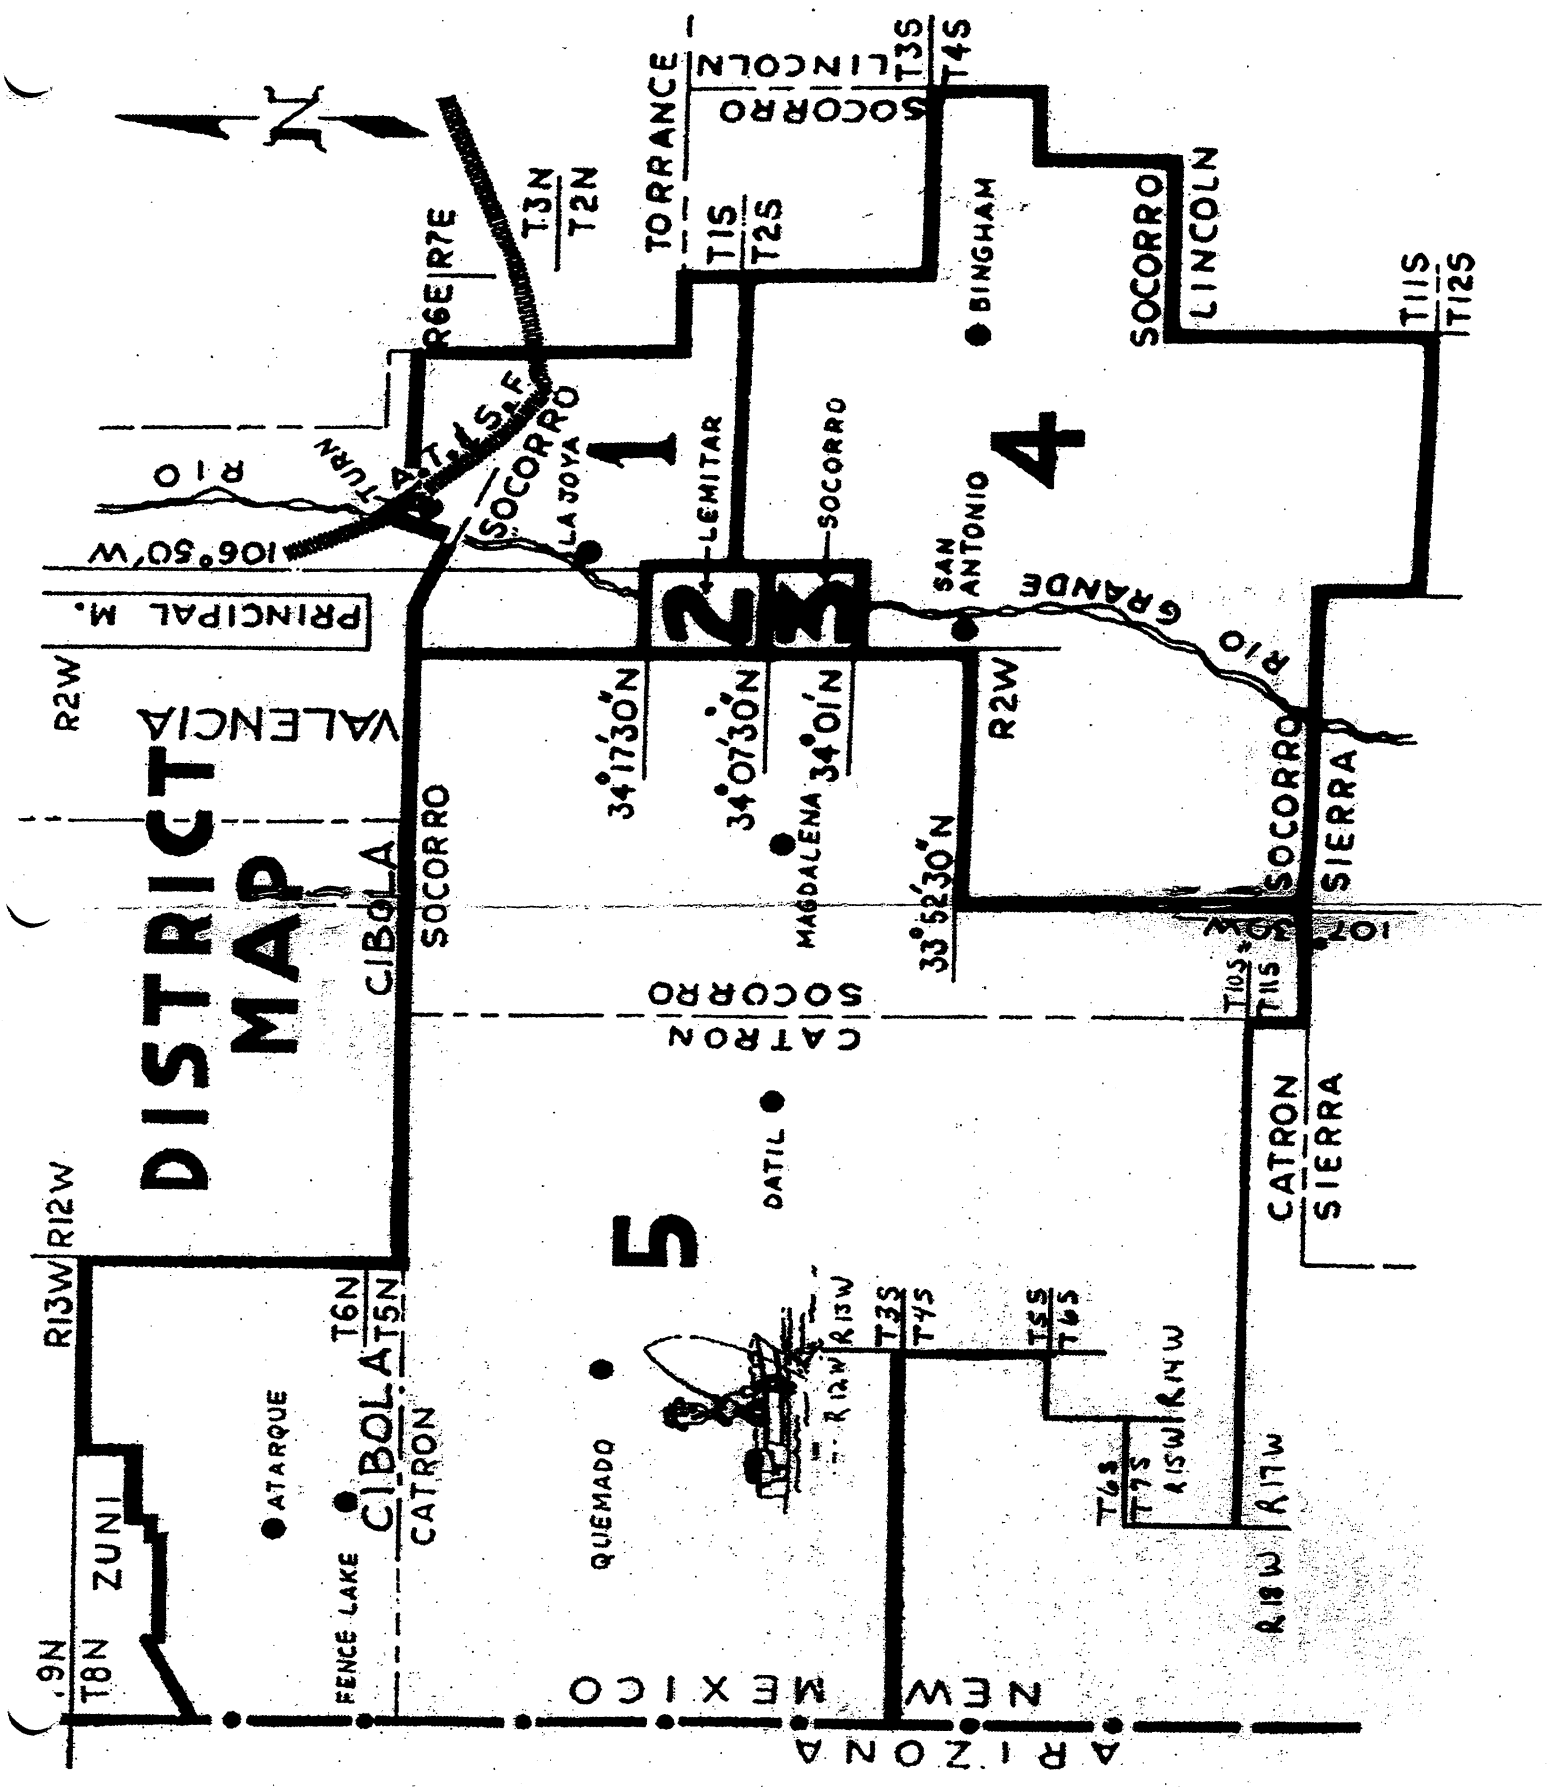 DISTRICT
MAP
N
R13W R12W
.9N
T8N
ZUNI
ATARQUE
FENCE LAKE
T6N
T5N
CIBOLA
CATRON
CIBOLA
SOCORRO
R2W
VALENCIA
PRINCIPAL M.
106°50'W
RIO
TURN
A.T.&S.F
R6E R7E
T3N
T2N
SOCORRO
SOCORRO
LA JOYA
1
TORRANCE
SOCORRO
LINCOLN
T1S
T2S
T3S
T4S
LEMITAR
2
3
SOCORRO
34°17'30"N
34°07'30"N
34°01'N
MAGDALENA
33°52'30"N
R2W
SAN
ANTONIO
BINGHAM
4
SOCORRO
LINCOLN
T11S
T12S
RIO
GRANDE
SOCORRO
SIERRA
107°30W
T10S
T11S
CATRON
SOCORRO
CATRON
SIERRA
DATIL
5
QUEMADO
R12W R13W
T3S
T4S
T5S
T6S
R15W R14W
T6S
T7S
R18W R17W
NEW MEXICO
ARIZONA